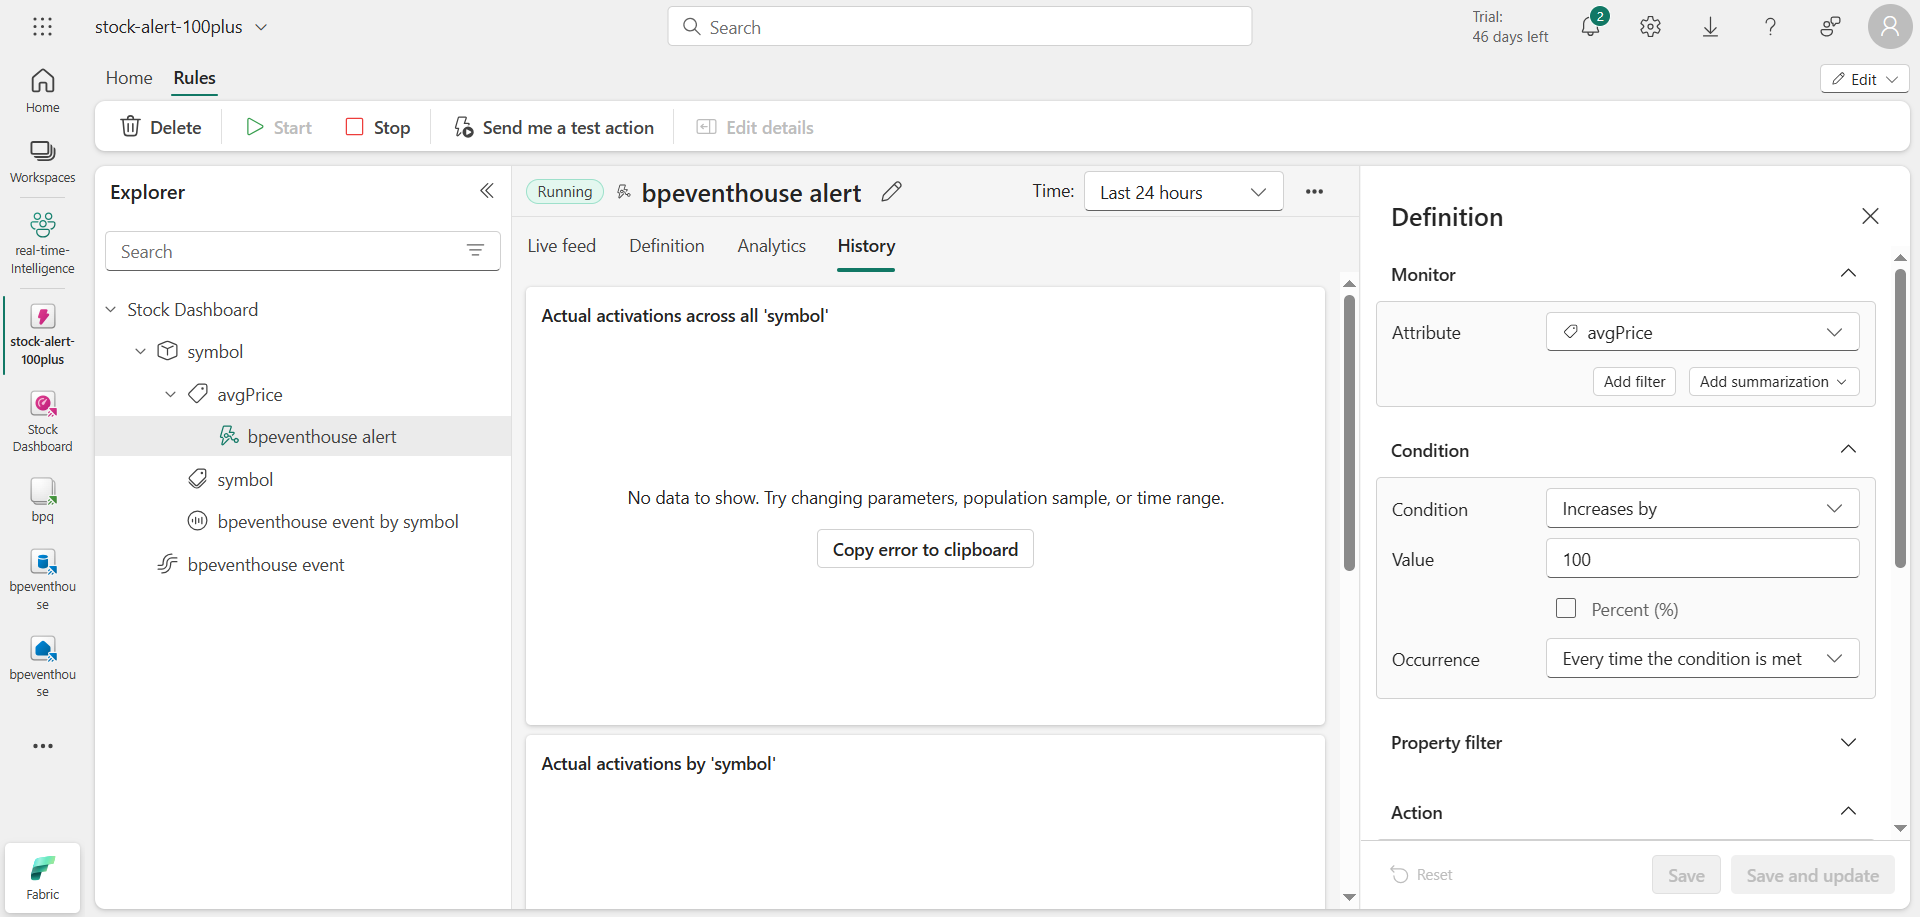 stock-alert-100plus
Search
Trial:
46 days left
2
Home
Rules
Edit
Delete
Start
Stop
Send me a test action
Edit details
Home
Workspaces
real-time-
Intelligence
stock-alert-
100plus
Stock
Dashboard
bpq
bpeventhou
se
bpeventhou
se
Fabric
Explorer
Search
Stock Dashboard
symbol
avgPrice
bpeventhouse alert
symbol
bpeventhouse event by symbol
bpeventhouse event
Running
bpeventhouse alert
Time:
Last 24 hours
Live feed
Definition
Analytics
History
Actual activations across all 'symbol'
No data to show. Try changing parameters, population sample, or time range.
Copy error to clipboard
Actual activations by 'symbol'
Definition
Monitor
Attribute
avgPrice
Add filter
Add summarization
Condition
Condition
Increases by
Value
100
Percent (%)
Occurrence
Every time the condition is met
Property filter
Action
Reset
Save
Save and update